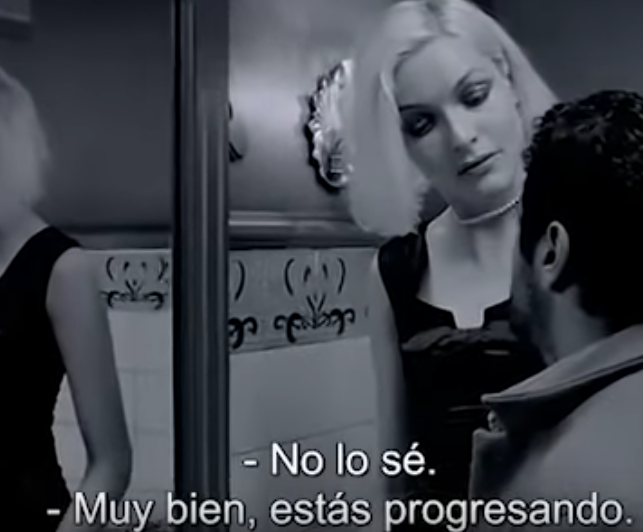 - No lo sé.
- Muy bien, estás progresando.